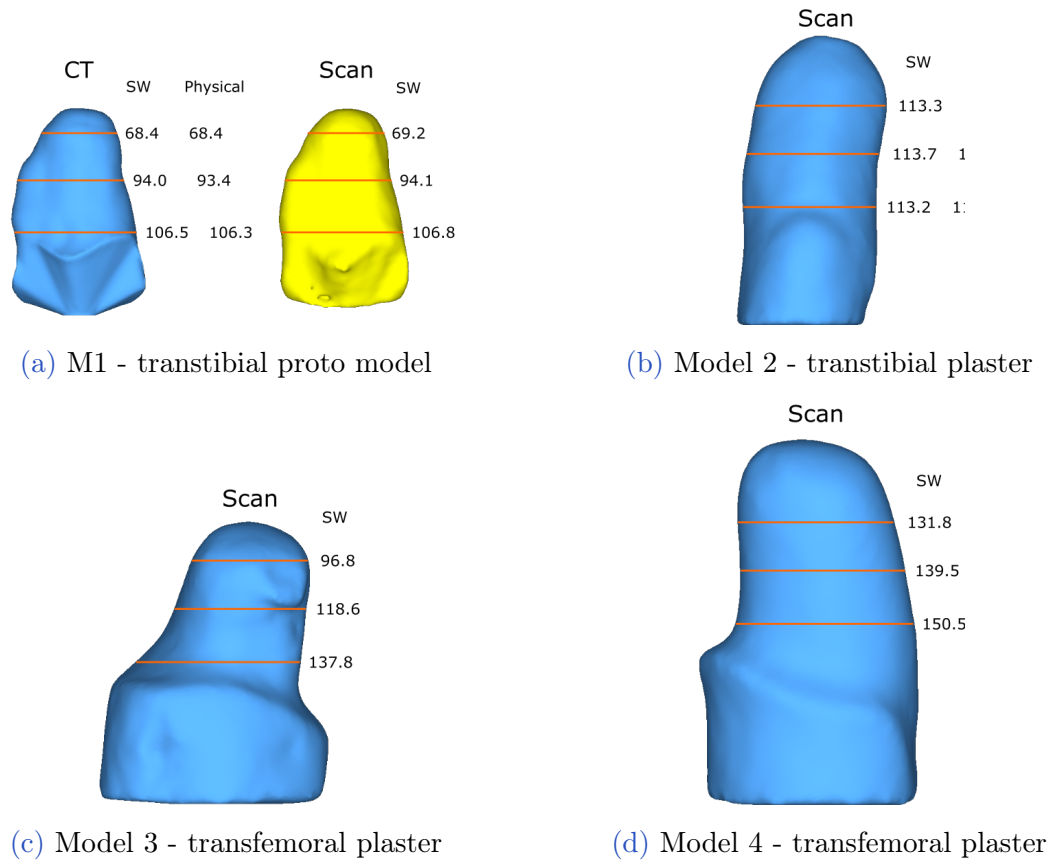 CT
SW Physical
68.4 68.4
94.0 93.4
106.5 106.3
Scan
SW
69.2
94.1
106.8
(a) M1 - transtibial proto model
Scan
SW
113.3
113.7
113.2
(b) Model 2 - transtibial plaster
Scan
SW
96.8
118.6
137.8
(c) Model 3 - transfemoral plaster
Scan
SW
131.8
139.5
150.5
(d) Model 4 - transfemoral plaster